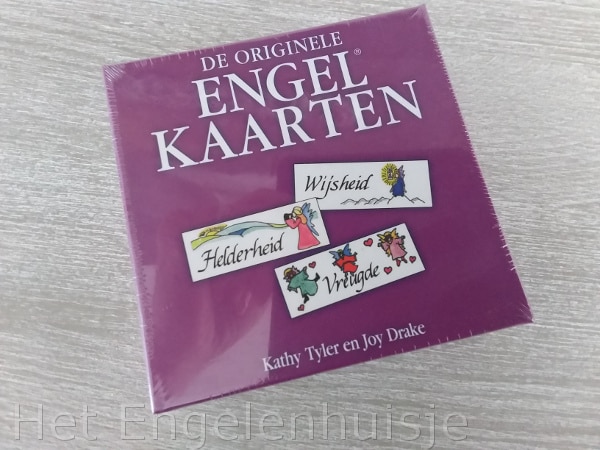 DE ORIGINELE
ENGEL®
KAARTEN
Wijsheid
Helderheid
Vreugde
Kathy Tyler en Joy Drake
Het Engelenhuisje